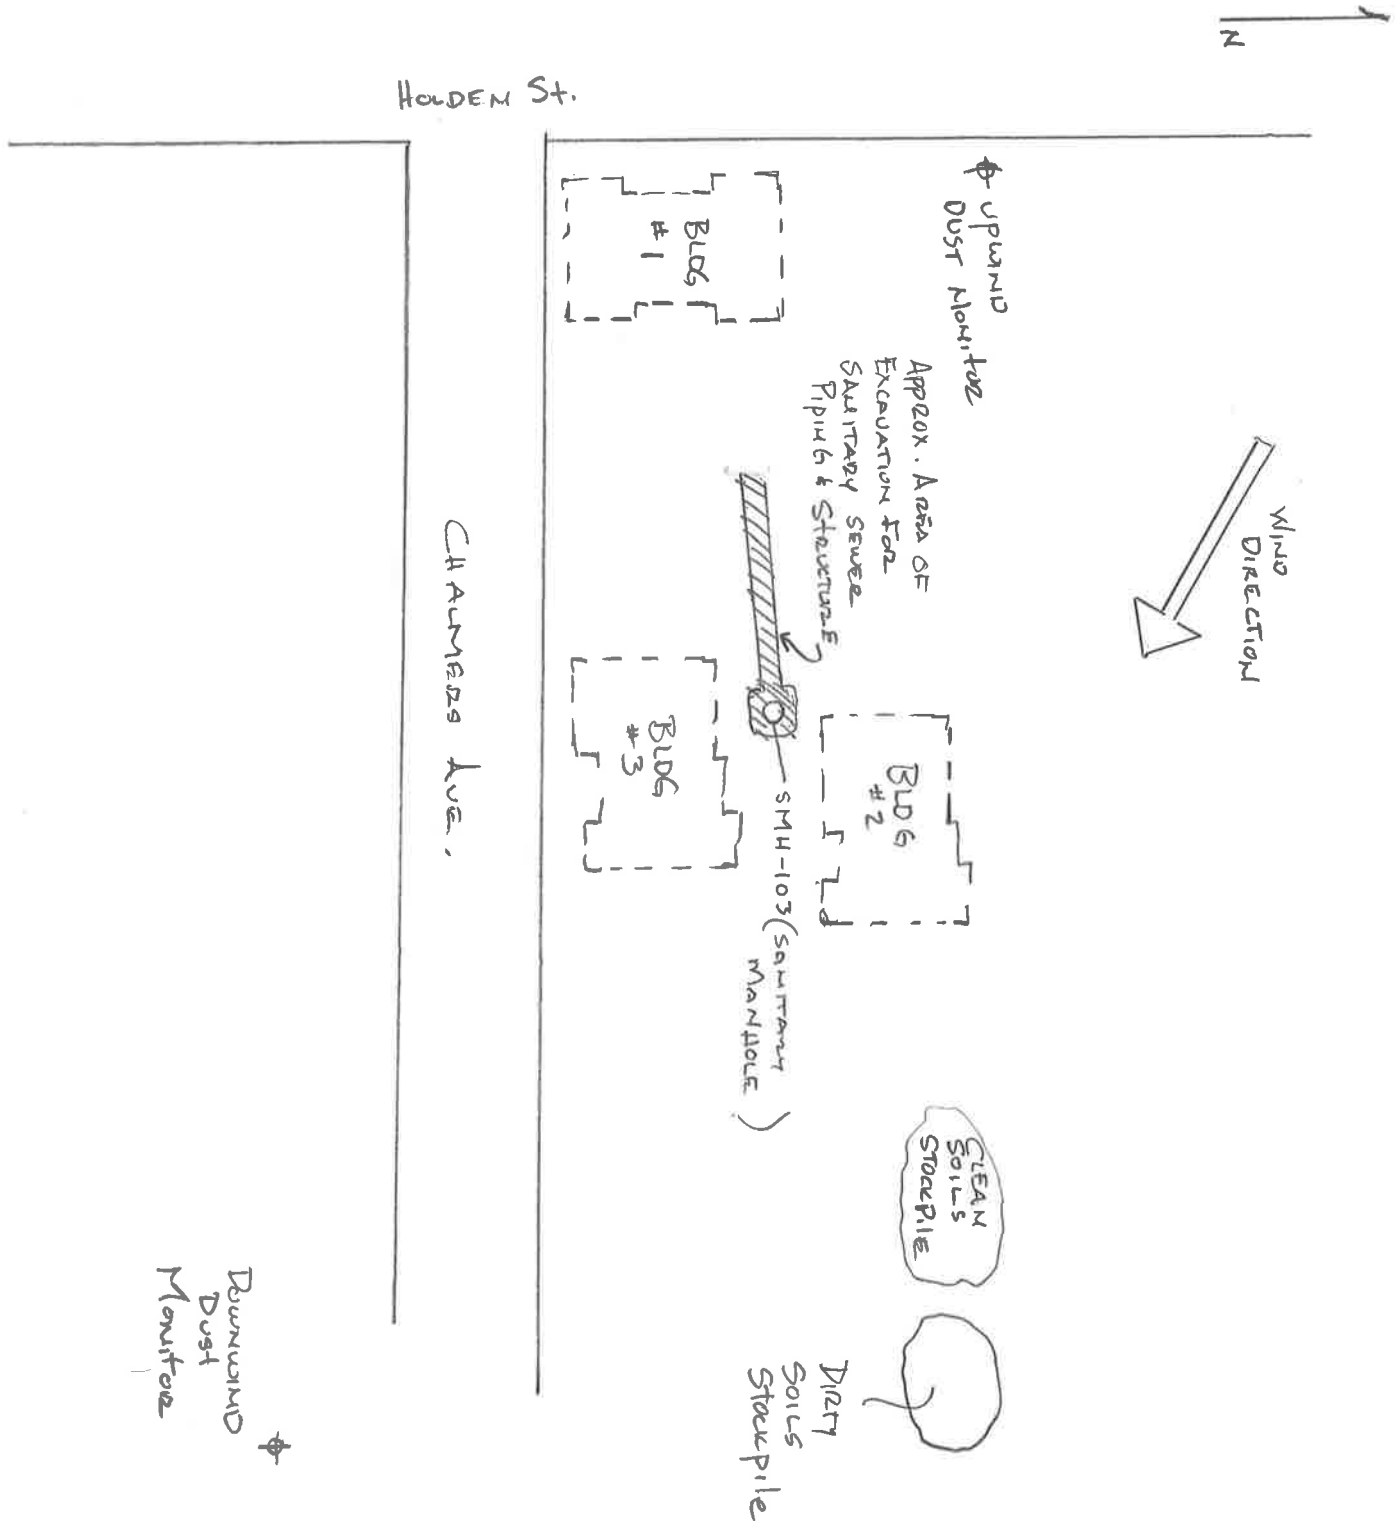 N
HOLDEN St.
UPWIND
DUST MONITOR
BLDG
#1
APPROX. AREA OF
EXCAVATION FOR
SANITARY SEWER
PIPING & STRUCTURE
WIND
DIRECTION
CHALMERS AVE.
BLDG
#3
BLDG
#2
SMH-103 (SANITARY
MANHOLE)
CLEAN
SOILS
STOCKPILE
DIRTY
SOILS
Stockpile
DOWNWIND
Dust
MONITOR